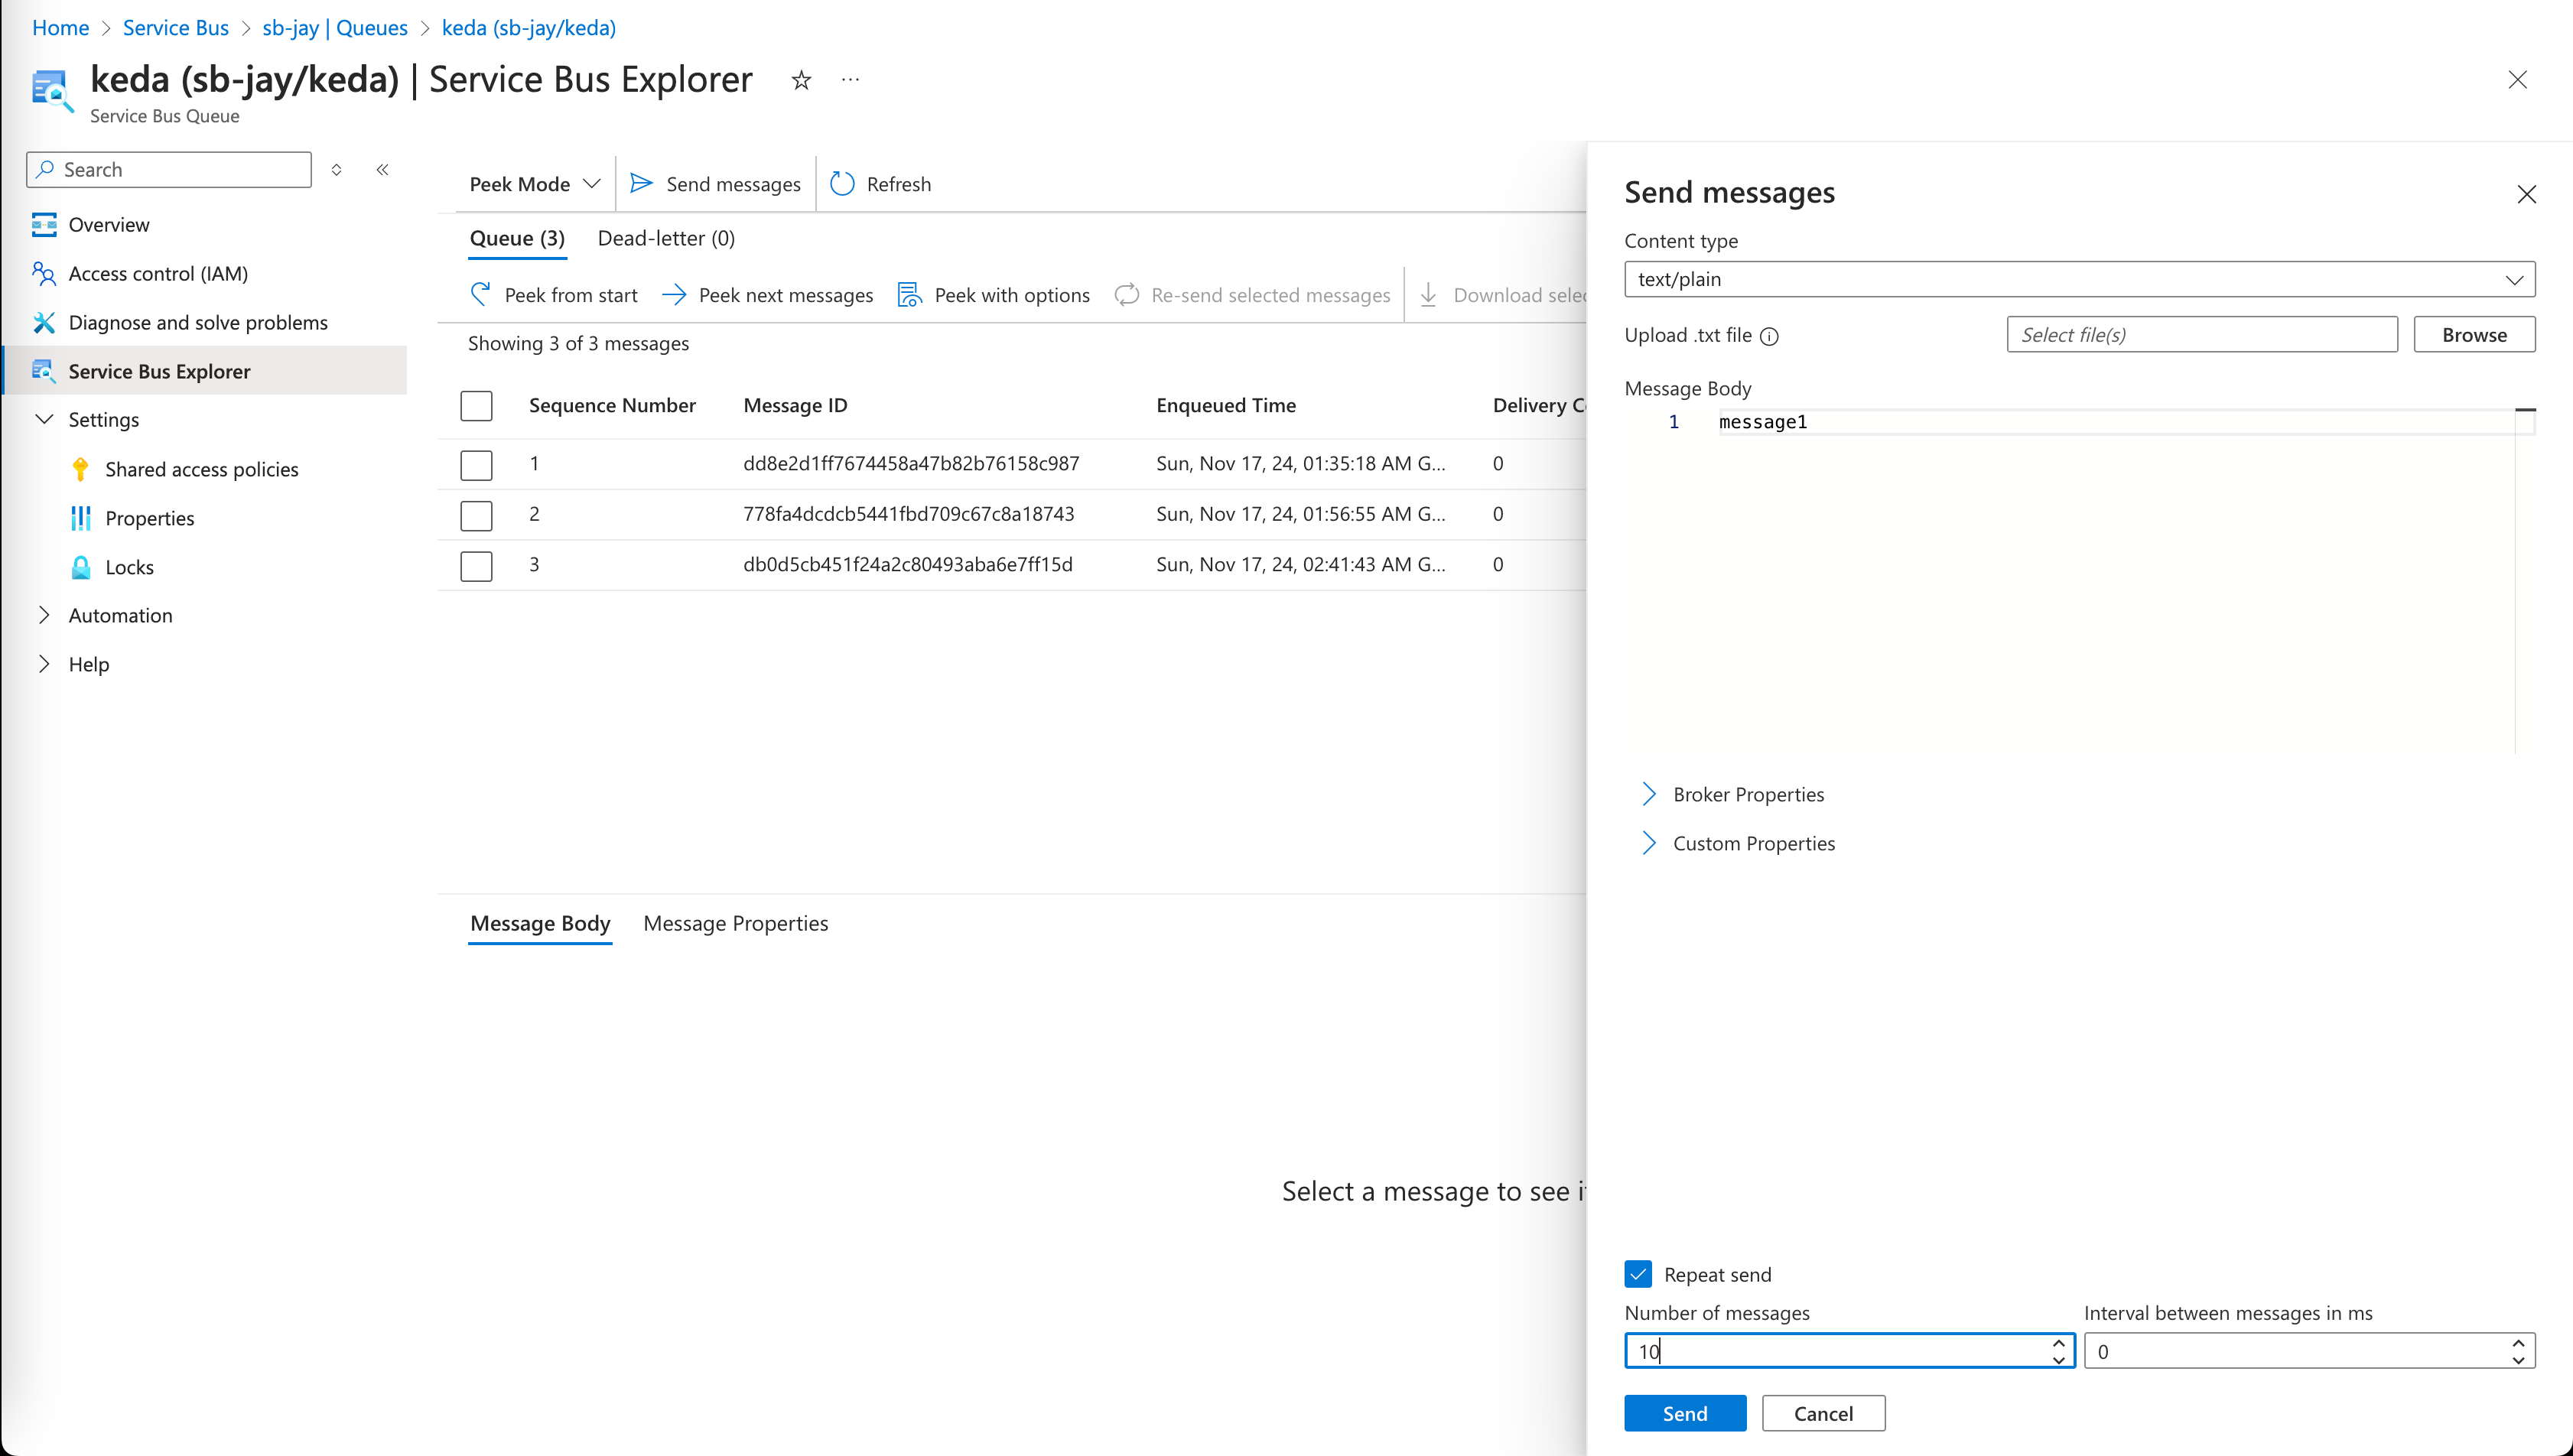 Home > Service Bus > sb-jay | Queues > keda (sb-jay/keda)
keda (sb-jay/keda) | Service Bus Explorer
Service Bus Queue
Search
Overview
Access control (IAM)
Diagnose and solve problems
Service Bus Explorer
Settings
Shared access policies
Properties
Locks
Automation
Help
Peek Mode Send messages Refresh
Queue (3) Dead-letter (0)
Peek from start Peek next messages Peek with options Re-send selected messages Download selec
Showing 3 of 3 messages
Sequence Number Message ID Enqueued Time Delivery Co
1 dd8e2d1ff7674458a47b82b76158c987 Sun, Nov 17, 24, 01:35:18 AM G... 0
2 778fa4dcdcb5441fbd709c67c8a18743 Sun, Nov 17, 24, 01:56:55 AM G... 0
3 db0d5cb451f24a2c80493aba6e7ff15d Sun, Nov 17, 24, 02:41:43 AM G... 0
Message Body Message Properties
Select a message to see it
Send messages
Content type
text/plain
Upload .txt file Select file(s) Browse
Message Body
1 message1
Broker Properties
Custom Properties
Repeat send
Number of messages Interval between messages in ms
10 0
Send Cancel